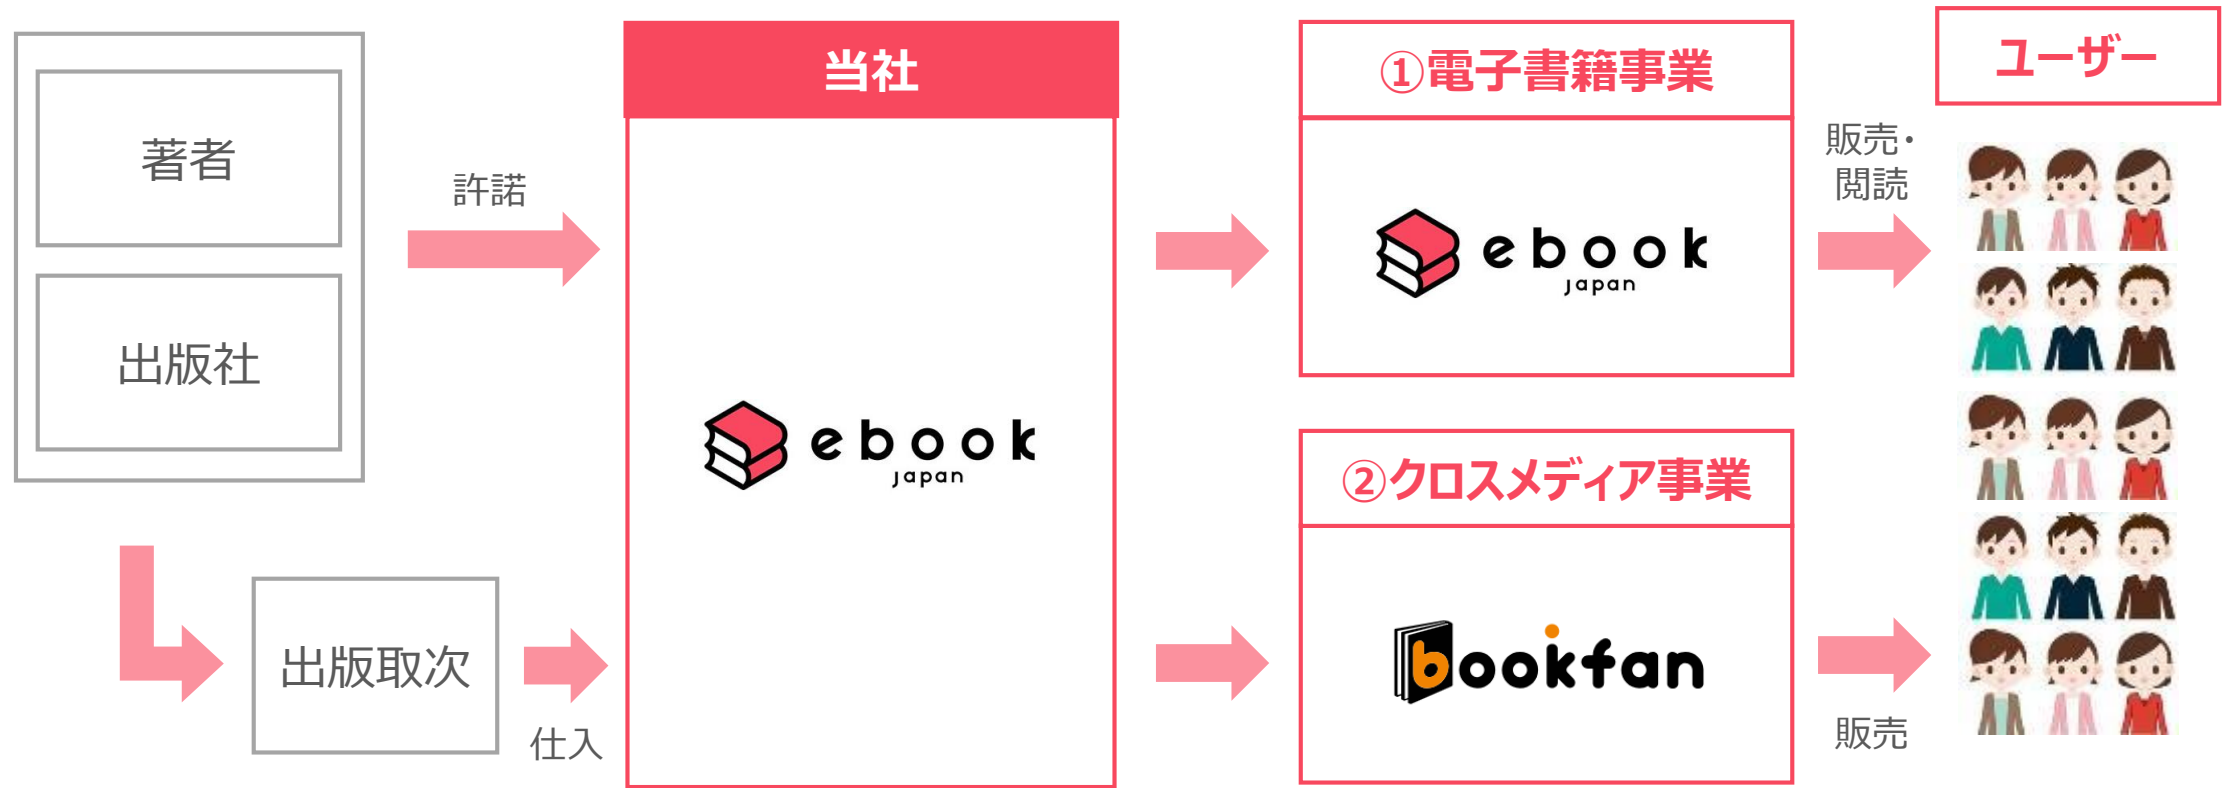 著者
出版社
許諾
出版取次
仕入
当社
ebook
japan
①電子書籍事業
ebook
japan
販売・
閲読
②クロスメディア事業
bookfan
販売
ユーザー